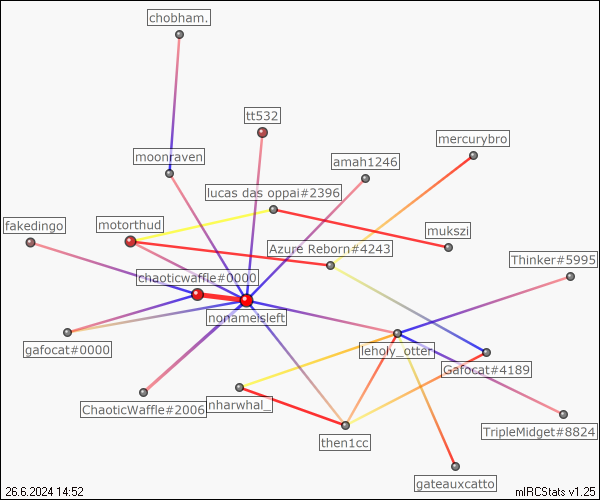 chobham.
tt532
mercurybro
moonraven
amah1246
lucas das oppai#2396
fakedingo
motorthud
mukszi
Azure Reborn#4243
Thinker#5995
chaoticwaffle#0000
nonameisleft
gafocat#0000
leholy_otter
Gafocat#4189
ChaoticWaffle#2006
nharwhal_
TripleMidget#8824
then1cc
gateauxcatto
26.6.2024 14:52
mIRCStats v1.25